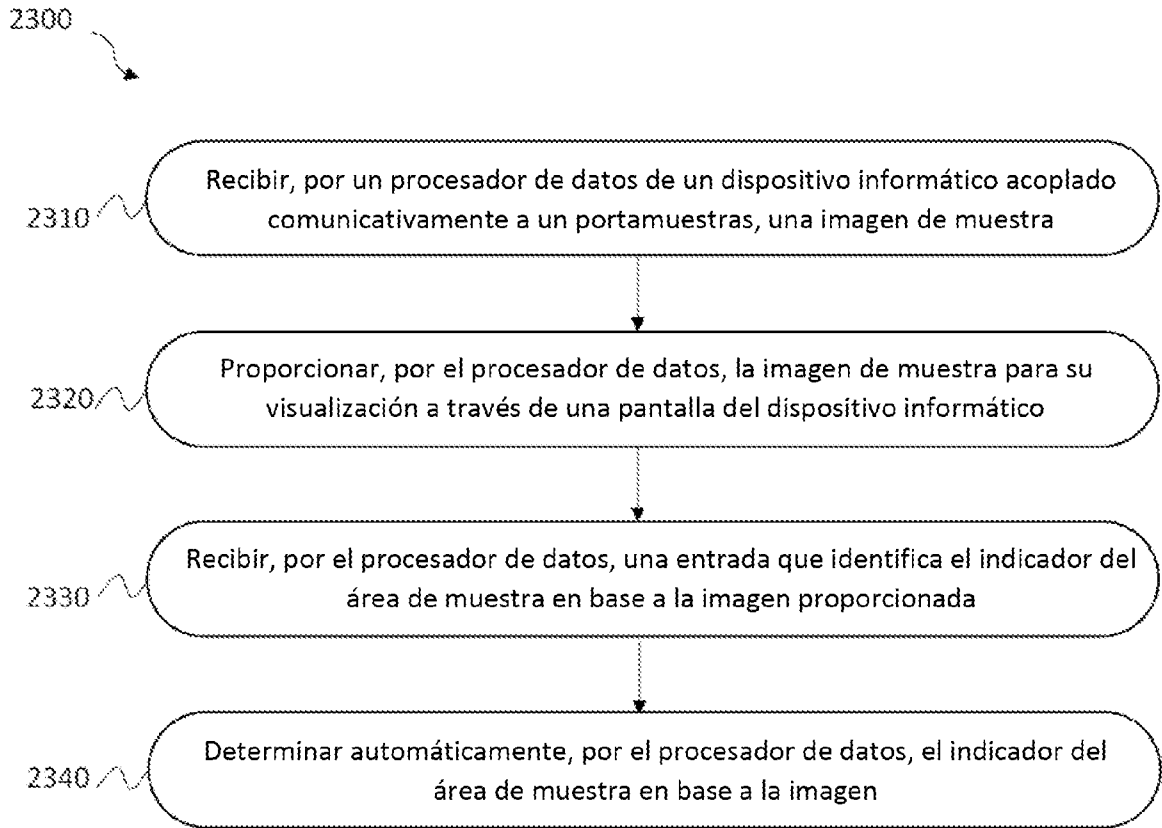 2300
Recibir, por un procesador de datos de un dispositivo informático acoplado
comunicativamente a un portamuestras, una imagen de muestra
2310
Proporcionar, por el procesador de datos, la imagen de muestra para su
visualización a través de una pantalla del dispositivo informático
2320
Recibir, por el procesador de datos, una entrada que identifica el indicador del
área de muestra en base a la imagen proporcionada
2330
Determinar automáticamente, por el procesador de datos, el indicador del
área de muestra en base a la imagen
2340